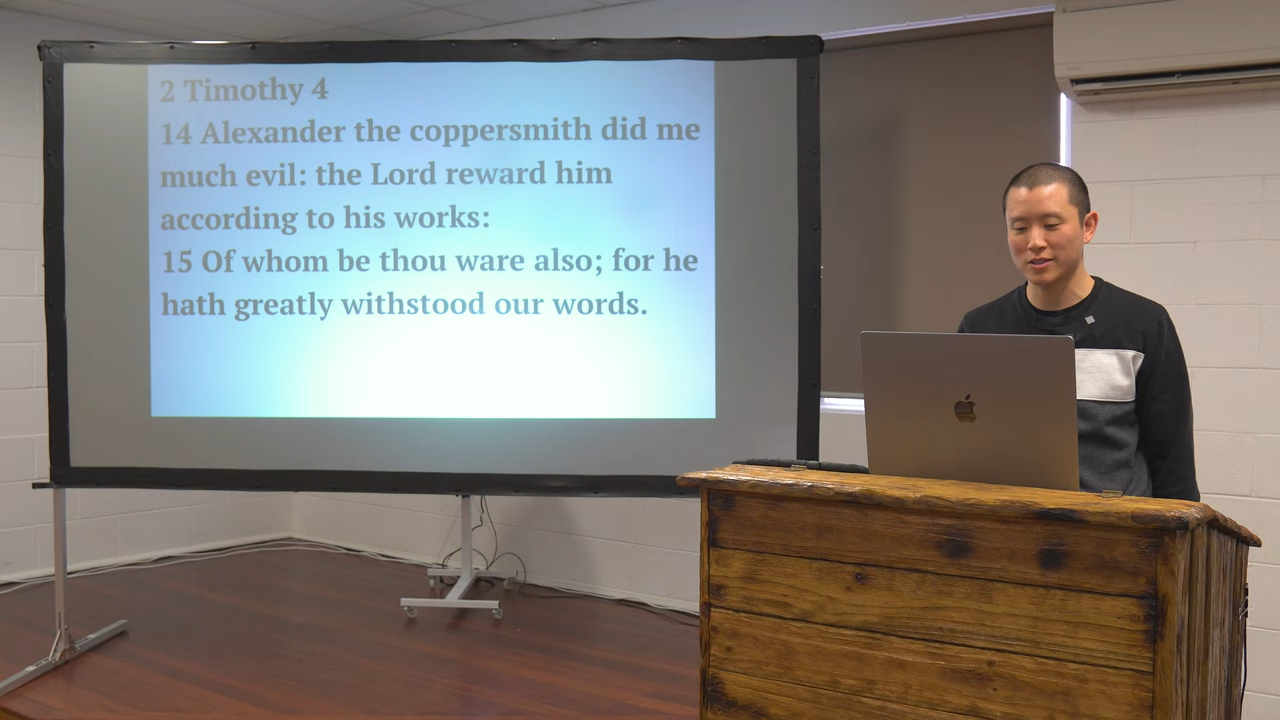 2 Timothy 4
14 Alexander the coppersmith did me
much evil: the Lord reward him
according to his works:
15 Of whom be thou ware also; for he
hath greatly withstood our words.